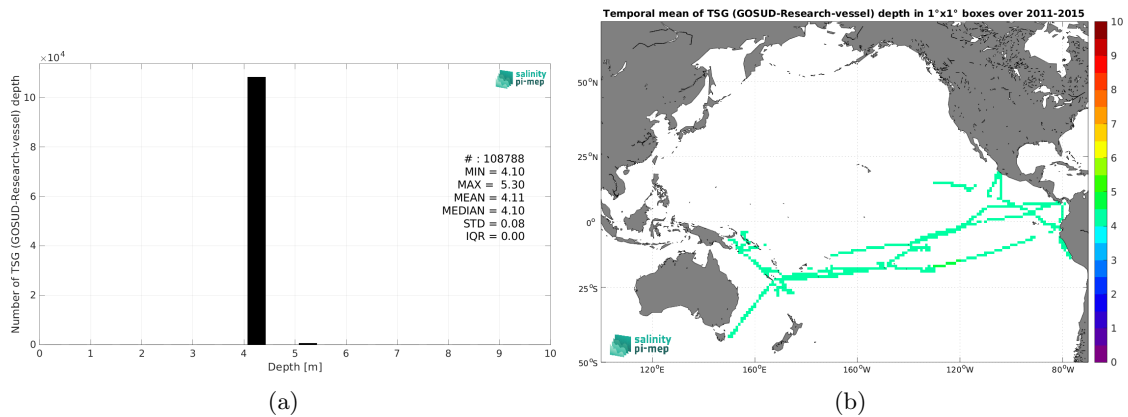 Temporal mean of TSG (GOSUD-Research-vessel) depth in 1°x1° boxes over 2011-2015
×10⁴
10
8
6
4
2
0
Number of TSG (GOSUD-Research-vessel) depth
salinity
pi-mep
# : 108788
MIN = 4.10
MAX = 5.30
MEAN = 4.11
MEDIAN = 4.10
STD = 0.08
IQR = 0.00
0 1 2 3 4 5 6 7 8 9 10
Depth [m]
(a)
50°N
25°N
0°
25°S
50°S
salinity
pi-mep
120°E 160°E 160°W 120°W 80°W
10
9
8
7
6
5
4
3
2
1
0
(b)